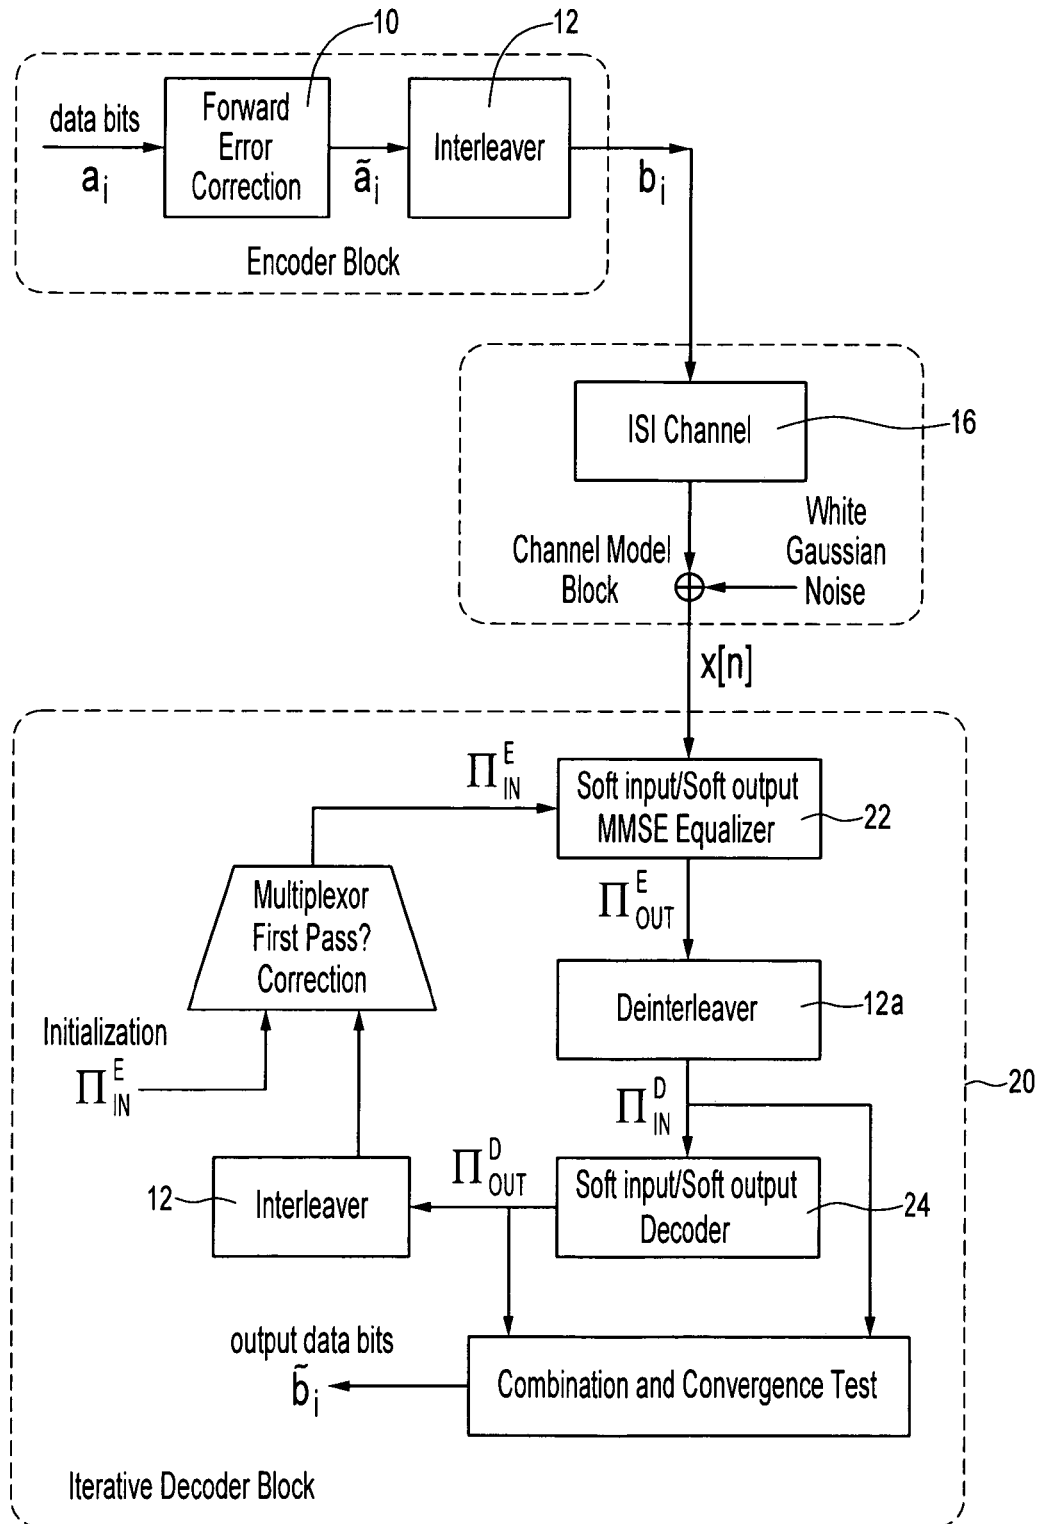 10
12
data bits
a_i
Forward
Error
Correction
ã_i
Interleaver
b_i
Encoder Block
ISI Channel
16
White
Gaussian
Noise
Channel Model
Block
x[n]
Π^E_IN
Soft input/Soft output
MMSE Equalizer
22
Π^E_OUT
Multiplexor
First Pass?
Correction
Deinterleaver
12a
Initialization
Π^E_IN
Π^D_IN
20
Π^D_OUT
12
Interleaver
Soft input/Soft output
Decoder
24
output data bits
b̃_i
Combination and Convergence Test
Iterative Decoder Block